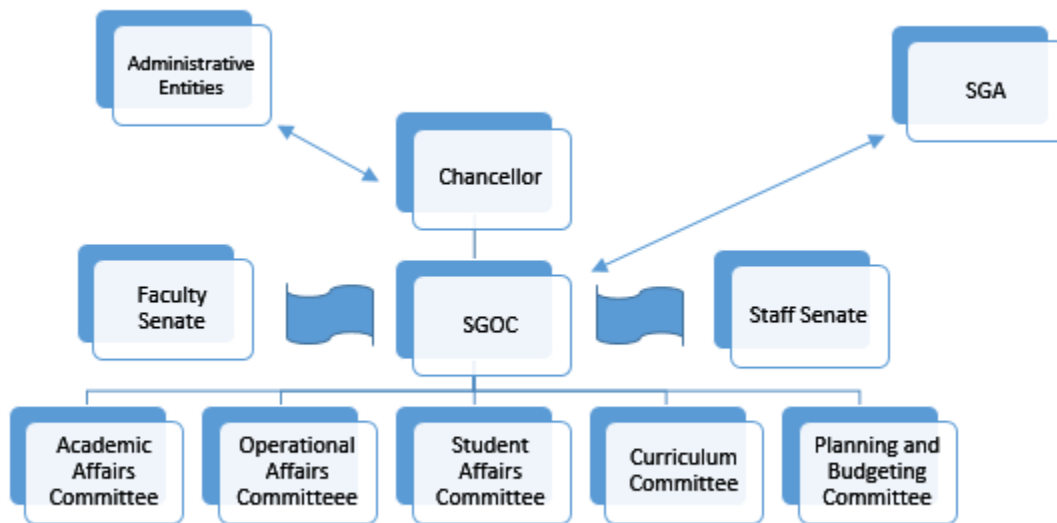 Administrative
Entities
SGA
Chancellor
Faculty
Senate
SGOC
Staff Senate
Academic
Affairs
Committee
Operational
Affairs
Committeee
Student
Affairs
Committee
Curriculum
Committee
Planning and
Budgeting
Committee